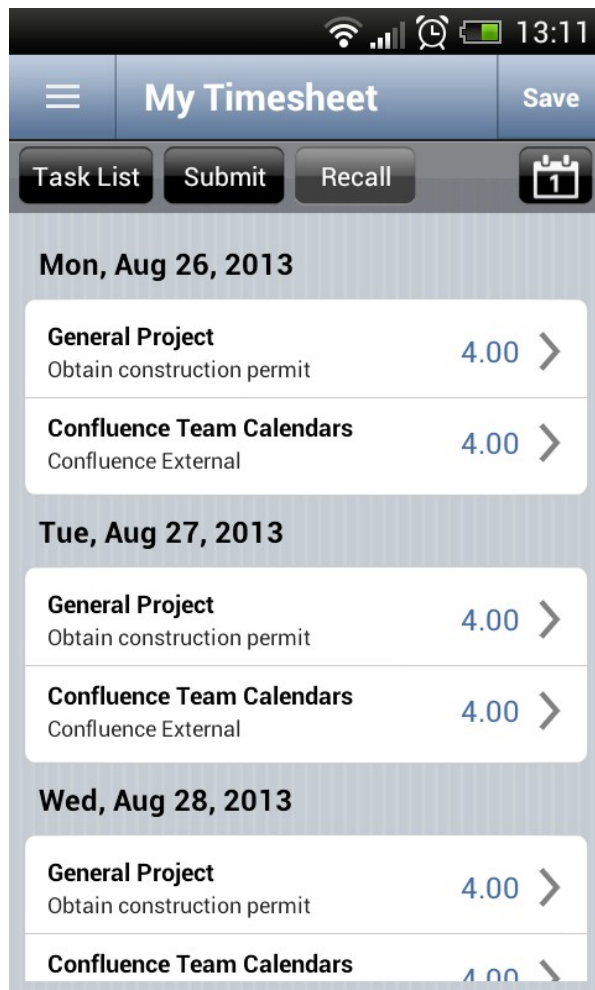 13:11
My Timesheet
Save
Task List
Submit
Recall
1
Mon, Aug 26, 2013
General Project
Obtain construction permit
4.00
Confluence Team Calendars
Confluence External
4.00
Tue, Aug 27, 2013
General Project
Obtain construction permit
4.00
Confluence Team Calendars
Confluence External
4.00
Wed, Aug 28, 2013
General Project
Obtain construction permit
4.00
Confluence Team Calendars
4.00